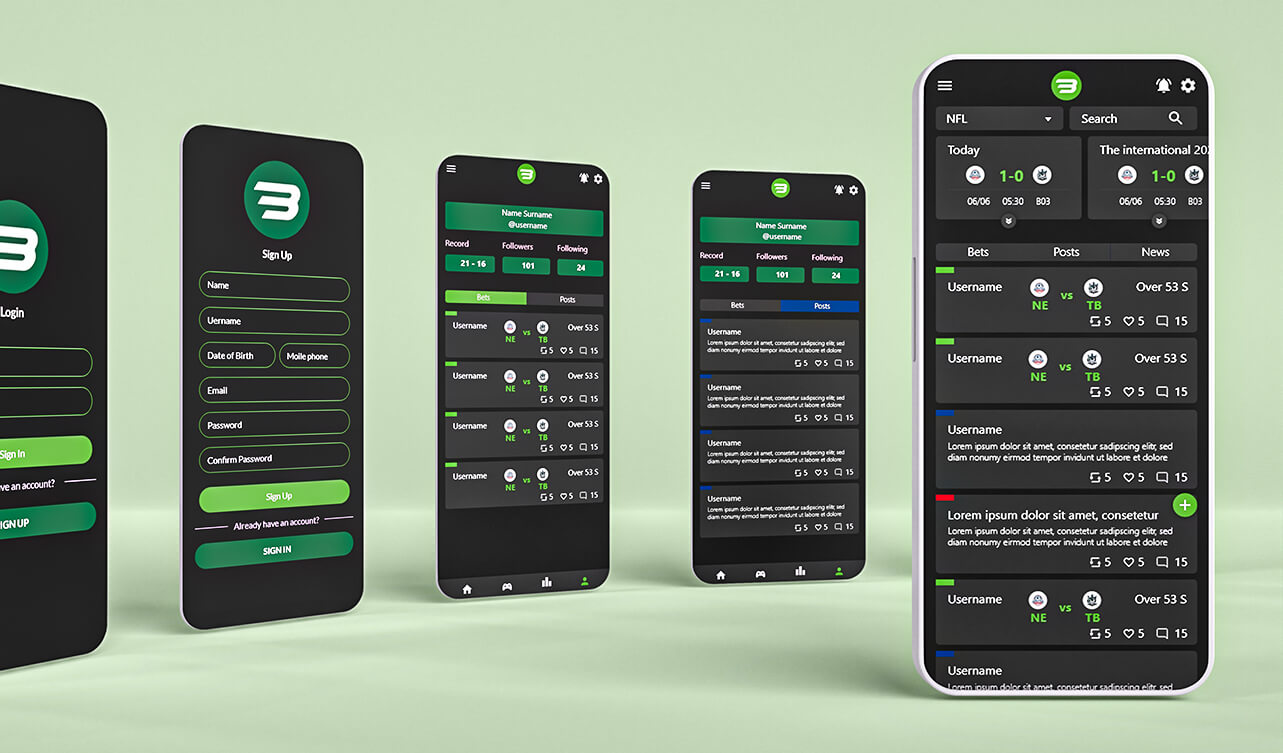 Login
Sign In
ve an account?
IGN UP
Sign Up
Name
Uername
Date of Birth
Moile phone
Email
Password
Confirm Password
Sign Up
Already have an account?
SIGN IN
Name Surname
@username
Record Followers Following
21 - 16 101 24
Bets Posts
Username vs Over 53 S
NE TB
5 5 15
Username vs Over 53 S
NE TB
5 5 15
Username vs Over 53 S
NE TB
5 5 15
Username vs Over 53 S
NE TB
5 5 15
Name Surname
@username
Record Followers Following
21 - 16 101 24
Bets Posts
Username
Lorem ipsum dolor sit amet, consetetur sadipscing elitr, sed
diam nonumy eirmod tempor invidunt ut labore et dolore
5 5 15
Username
Lorem ipsum dolor sit amet, consetetur sadipscing elitr, sed
diam nonumy eirmod tempor invidunt ut labore et dolore
5 5 15
Username
Lorem ipsum dolor sit amet, consetetur sadipscing elitr, sed
diam nonumy eirmod tempor invidunt ut labore et dolore
5 5 15
Username
Lorem ipsum dolor sit amet, consetetur sadipscing elitr, sed
diam nonumy eirmod tempor invidunt ut labore et dolore
5 5 15
NFL Search
Today The international 202
1-0 1-0
06/06 05:30 B03 06/06 05:30 B03
Bets Posts News
Username vs Over 53 S
NE TB
5 5 15
Username vs Over 53 S
NE TB
5 5 15
Username
Lorem ipsum dolor sit amet, consetetur sadipscing elitr, sed
diam nonumy eirmod tempor invidunt ut labore et dolore
5 5 15
Lorem ipsum dolor sit amet, consetetur
Lorem ipsum dolor sit amet, consetetur sadipscing elitr, sed
diam nonumy eirmod tempor invidunt ut labore et dolore
5 5 15
Username vs Over 53 S
NE TB
5 5 15
Username
Lorem ipsum dolor sit amet, consetetur sadipscing elitr, sed